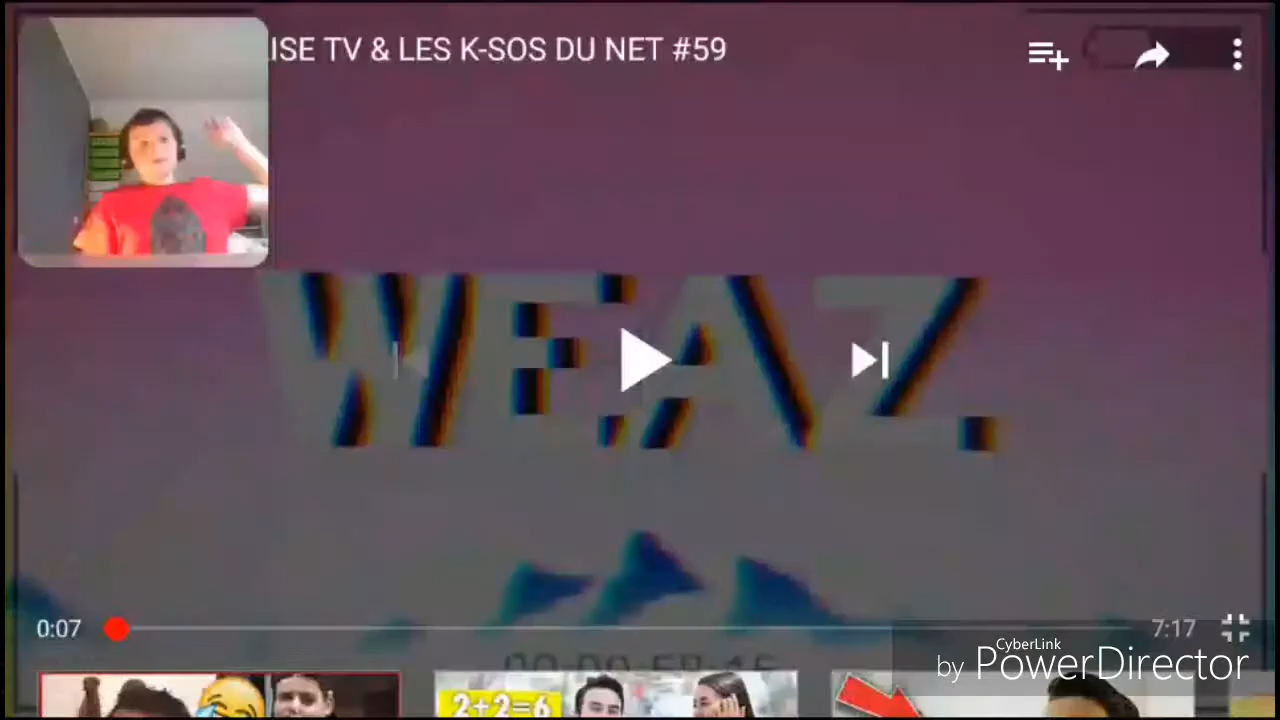 ISE TV & LES K-SOS DU NET #59
WEAZ
0:07
7:17
CyberLink
by PowerDirector
2+2=6